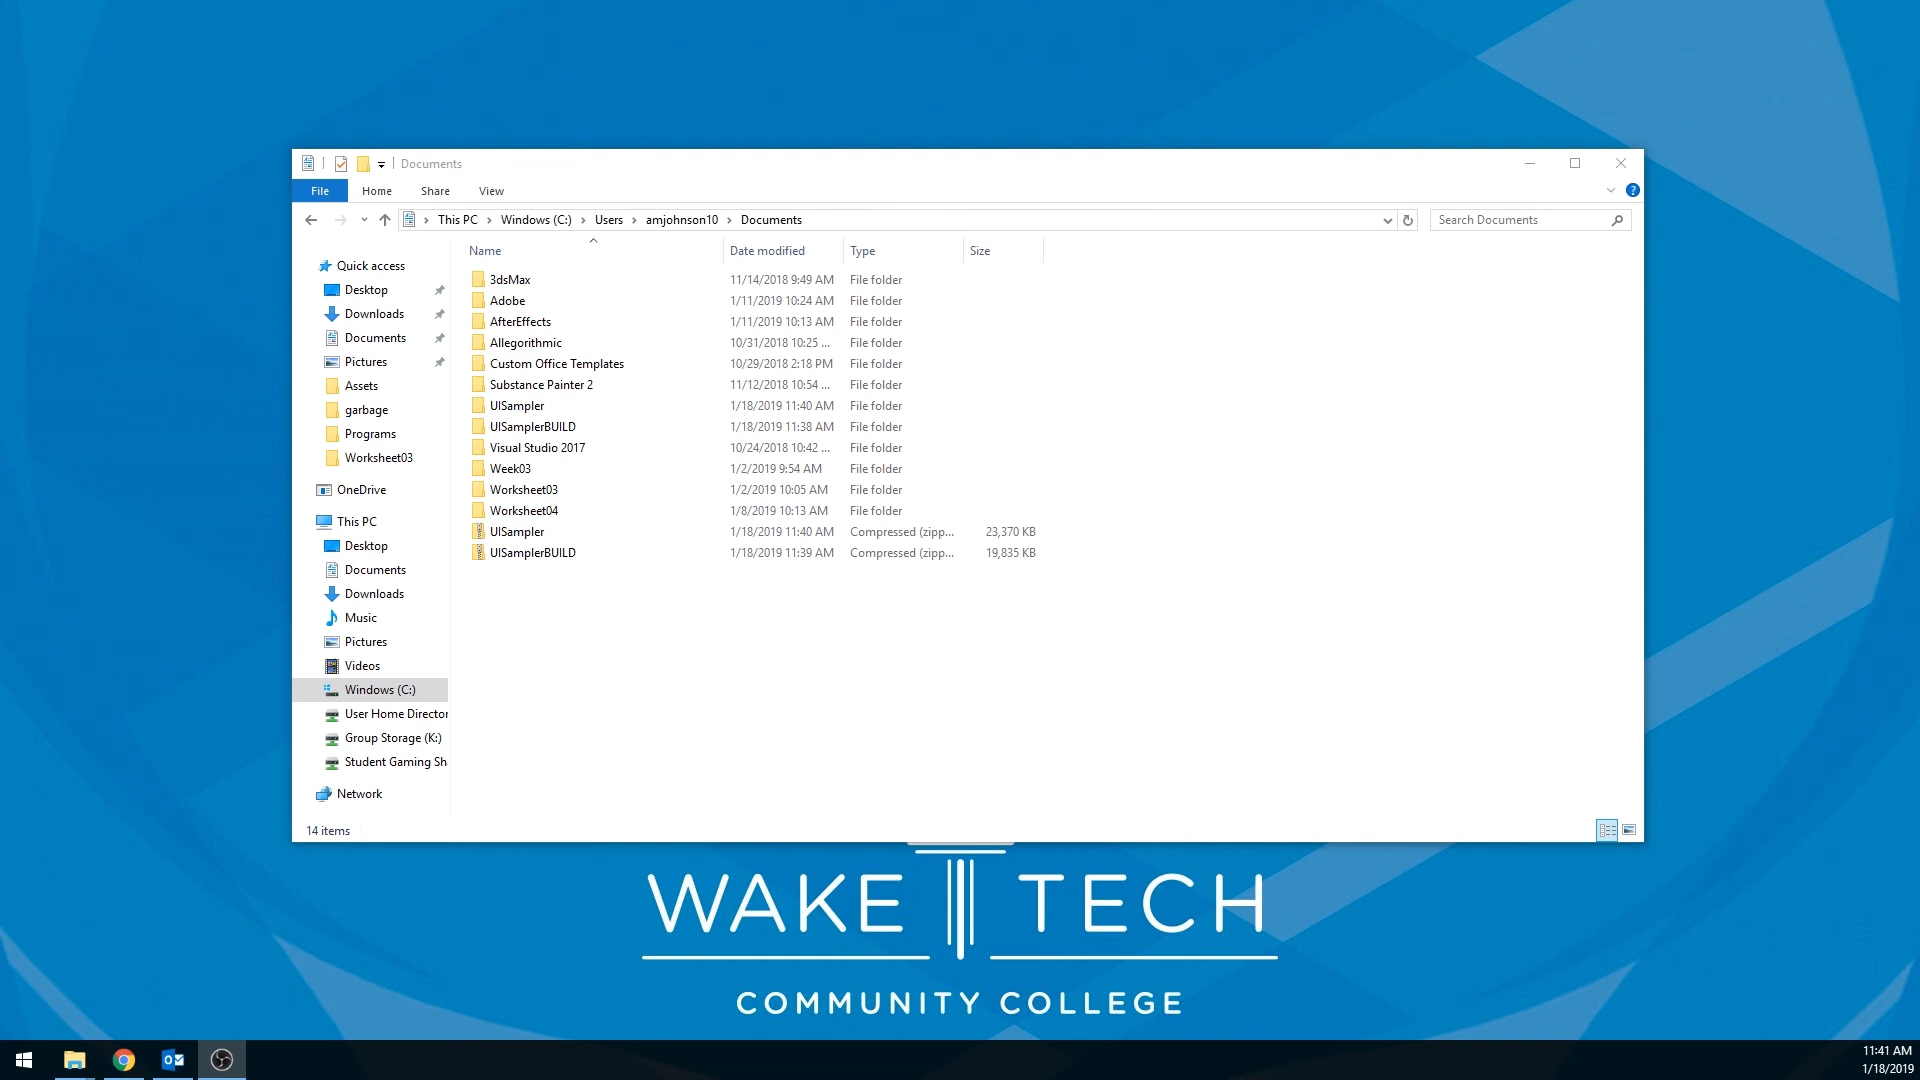 Documents
File Home Share View
This PC Windows (C:) Users amjohnson10 Documents Search Documents
Name Date modified Type Size
Quick access
Desktop
Downloads
Documents
Pictures
Assets
garbage
Programs
Worksheet03
OneDrive
This PC
Desktop
Documents
Downloads
Music
Pictures
Videos
Windows (C:)
User Home Director
Group Storage (K:)
Student Gaming Sh
Network
3dsMax 11/14/2018 9:49 AM File folder
Adobe 1/11/2019 10:24 AM File folder
AfterEffects 1/11/2019 10:13 AM File folder
Allegorithmic 10/31/2018 10:25 ... File folder
Custom Office Templates 10/29/2018 2:18 PM File folder
Substance Painter 2 11/12/2018 10:54 ... File folder
UISampler 1/18/2019 11:40 AM File folder
UISamplerBUILD 1/18/2019 11:38 AM File folder
Visual Studio 2017 10/24/2018 10:42 ... File folder
Week03 1/2/2019 9:54 AM File folder
Worksheet03 1/2/2019 10:05 AM File folder
Worksheet04 1/8/2019 10:13 AM File folder
UISampler 1/18/2019 11:40 AM Compressed (zipp... 23,370 KB
UISamplerBUILD 1/18/2019 11:39 AM Compressed (zipp... 19,835 KB
14 items
WAKE TECH
COMMUNITY COLLEGE
11:41 AM
1/18/2019